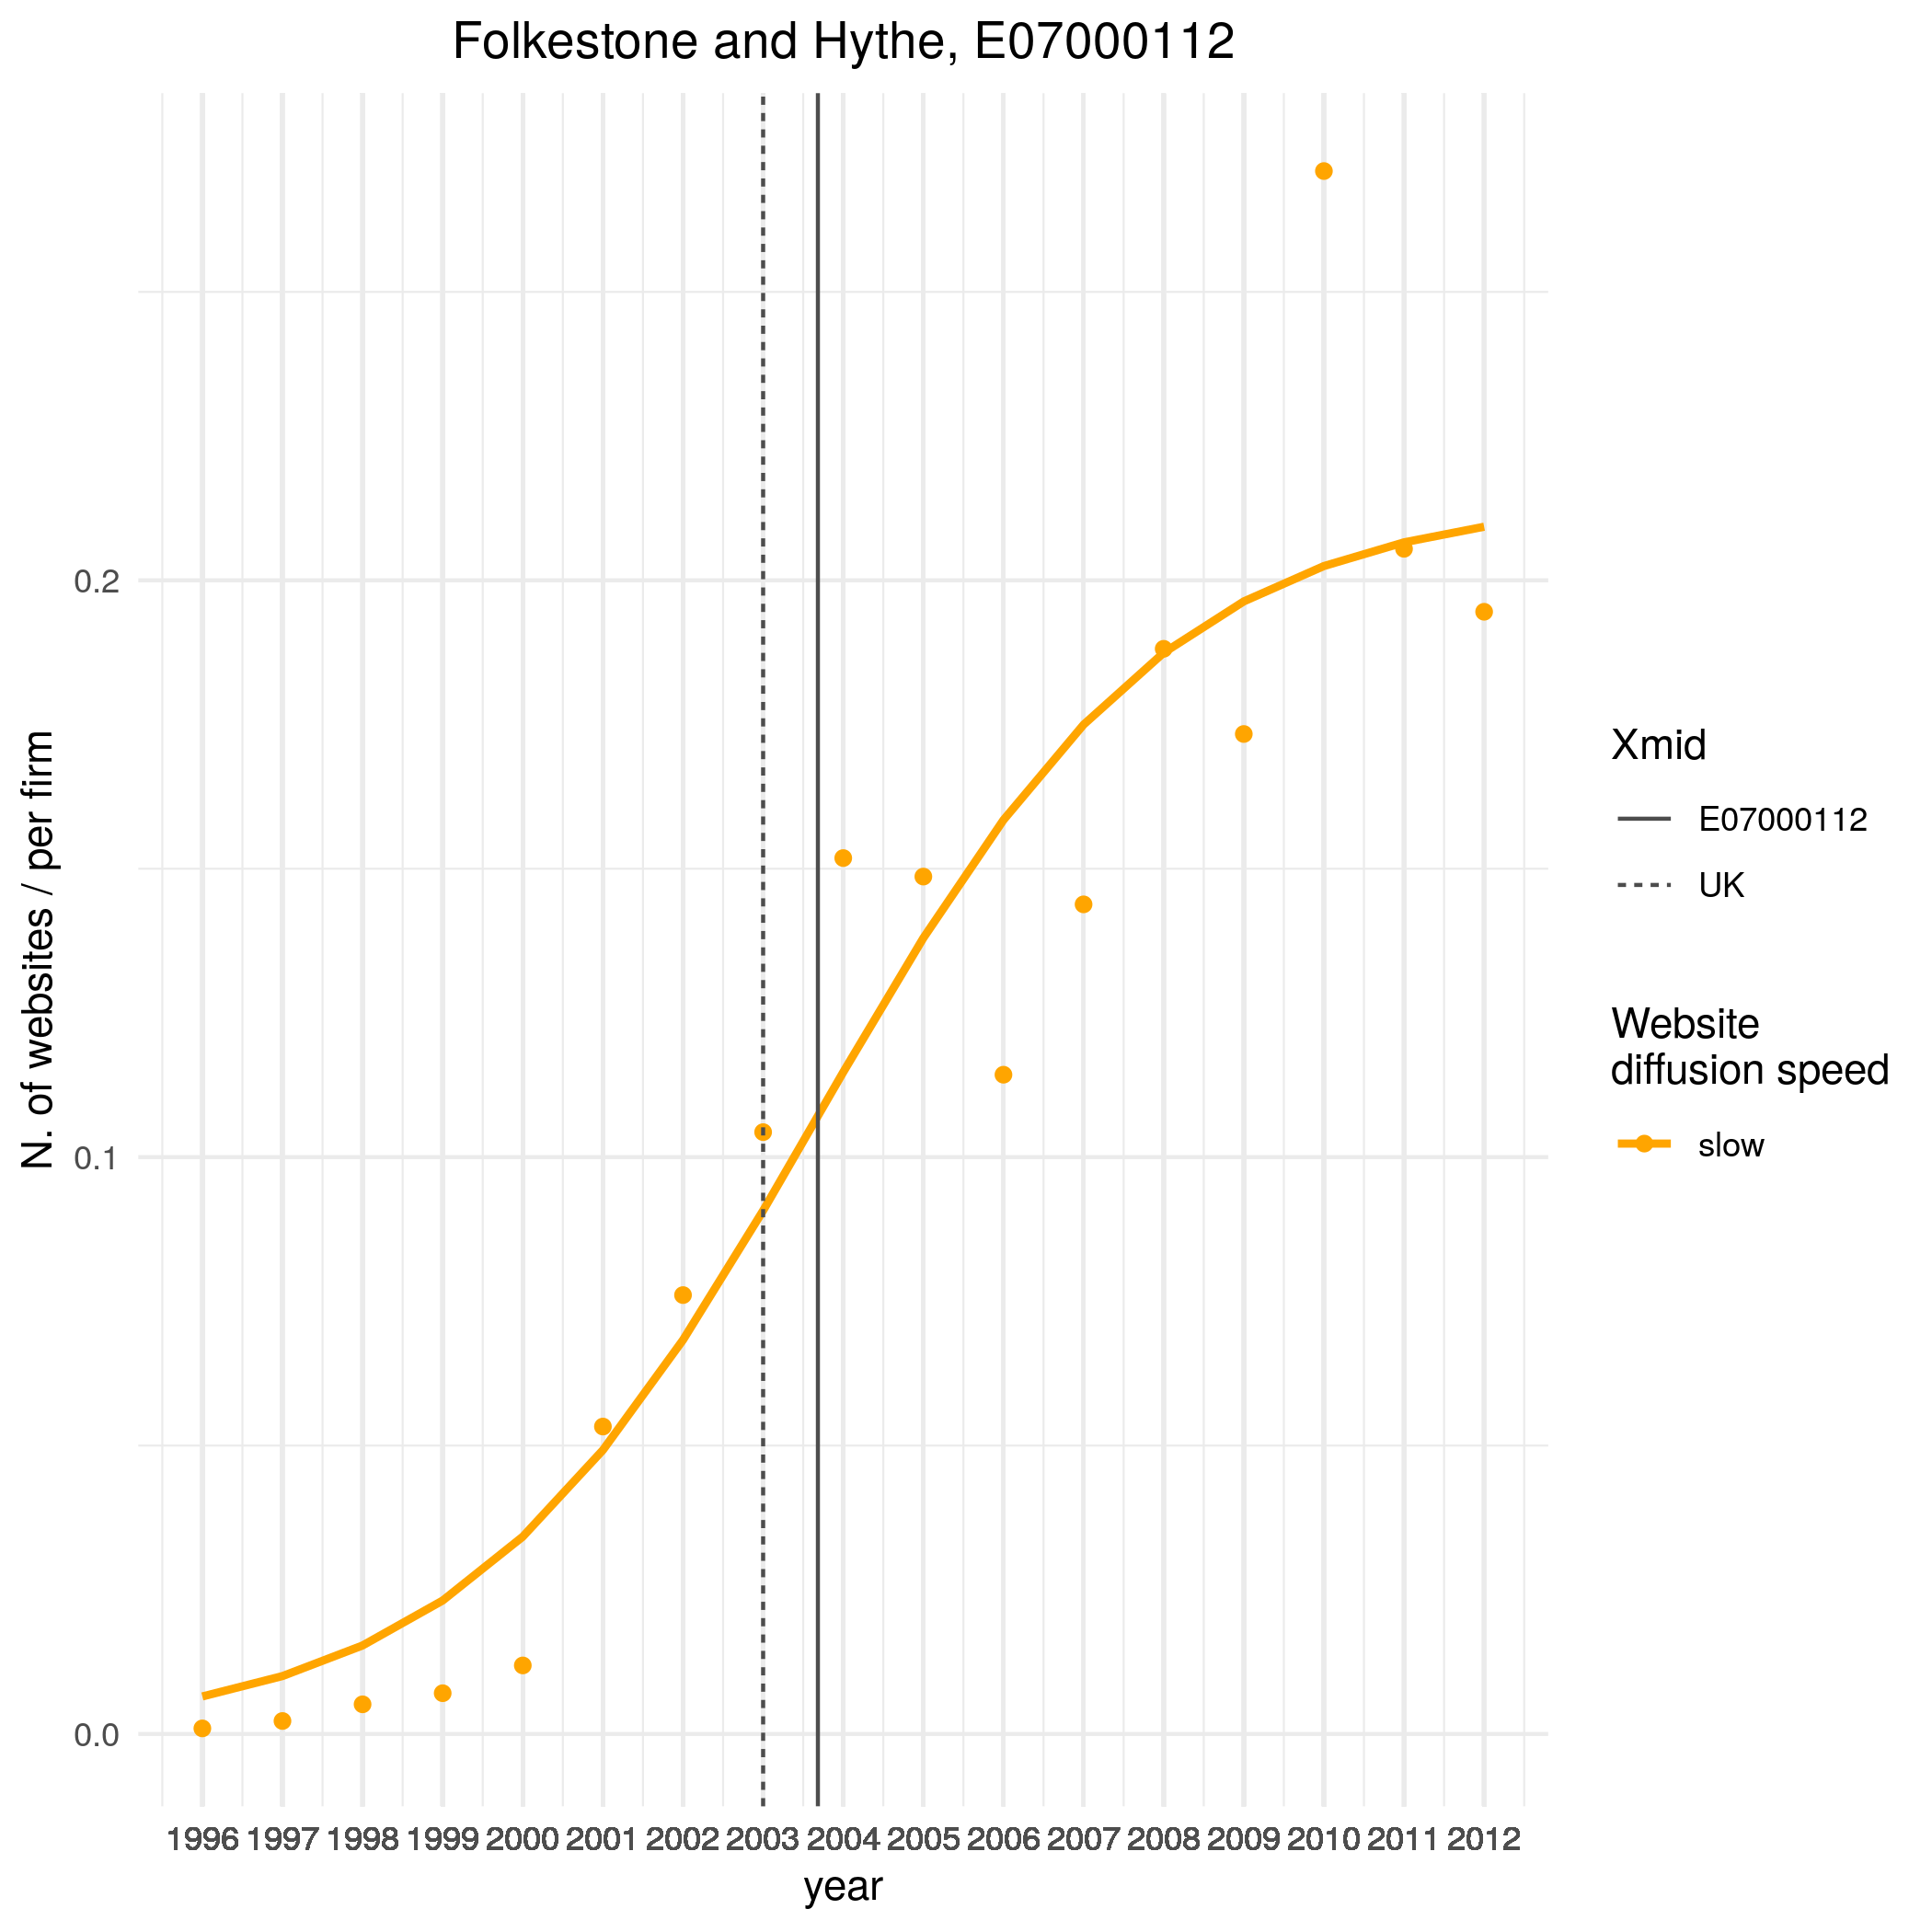 Folkestone and Hythe, E07000112
N. of websites / per firm
0.2
0.1
0.0
1996 1997 1998 1999 2000 2001 2002 2003 2004 2005 2006 2007 2008 2009 2010 2011 2012
year
Xmid
E07000112
UK
Website
diffusion speed
slow